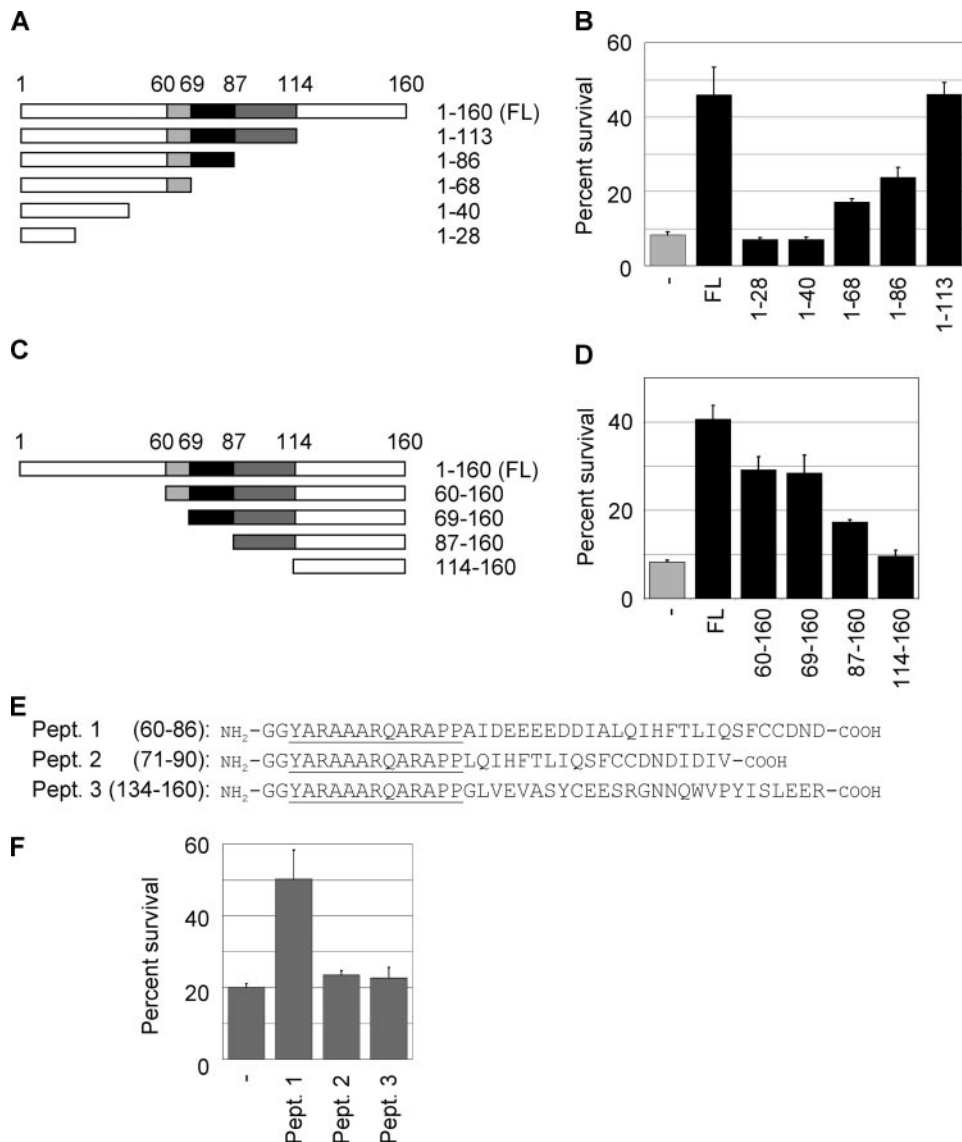 A
1 60 69 87 114 160
1-160 (FL)
1-113
1-86
1-68
1-40
1-28
B
Percent survival
60
40
20
0
- FL 1-28 1-40 1-68 1-86 1-113
C
1 60 69 87 114 160
1-160 (FL)
60-160
69-160
87-160
114-160
D
Percent survival
40
20
0
- FL 60-160 69-160 87-160 114-160
E
Pept. 1 (60-86): NH2-GGYARAAARQARAPPAIDEEEEDDIALQIHFTLIQSFCCDND-COOH
Pept. 2 (71-90): NH2-GGYARAAARQARAPPLQIHFTLIQSFCCDNDIDIV-COOH
Pept. 3 (134-160): NH2-GGYARAAARQARAPPGLVEVASYCEESRGNNQWVPYISLEER-COOH
F
Percent survival
60
40
20
0
- Pept. 1 Pept. 2 Pept. 3